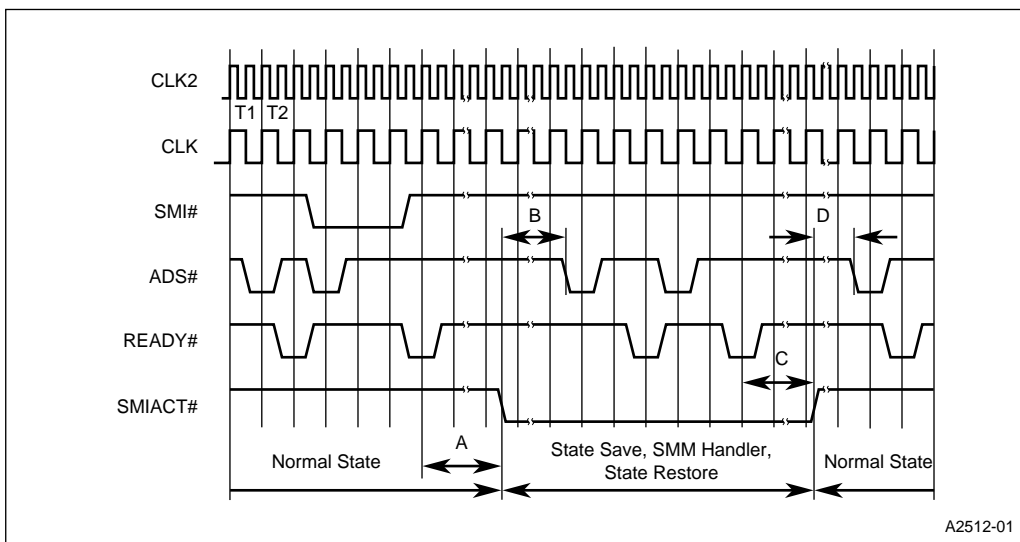 CLK2
T1 T2
CLK
SMI#
B
D
ADS#
READY#
C
SMIACT#
A
Normal State
State Save, SMM Handler,
State Restore
Normal State
A2512-01